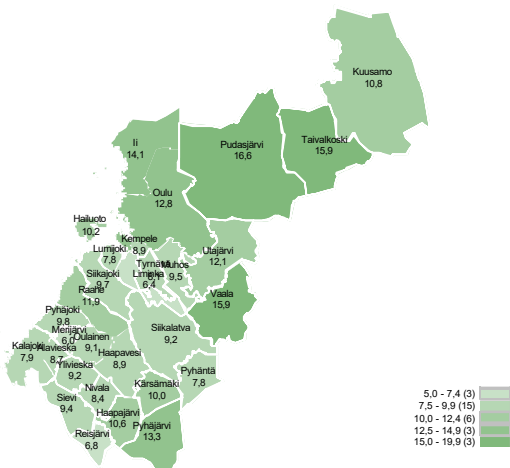 Kuusamo
10,8
Ii
14,1
Pudasjärvi
16,6
Taivalkoski
15,9
Oulu
12,8
Hailuoto
10,2
Kempele
8,9
Lumijoki
7,8
Utajärvi
12,1
Tyrnävä
8,1
Muhos
9,5
Liminka
6,4
Siikajoki
9,7
Raahe
11,9
Vaala
15,9
Pyhäjoki
9,8
Merijärvi
6,0
Siikalatva
9,2
Oulainen
9,1
Kalajoki
7,9
Alavieska
8,7
Haapavesi
8,9
Ylivieska
9,2
Pyhäntä
7,8
Nivala
8,4
Kärsämäki
10,0
Sievi
9,4
Haapajärvi
10,6
Pyhäjärvi
13,3
Reisjärvi
6,8
5,0 - 7,4 (3)
7,5 - 9,9 (15)
10,0 - 12,4 (6)
12,5 - 14,9 (3)
15,0 - 19,9 (3)